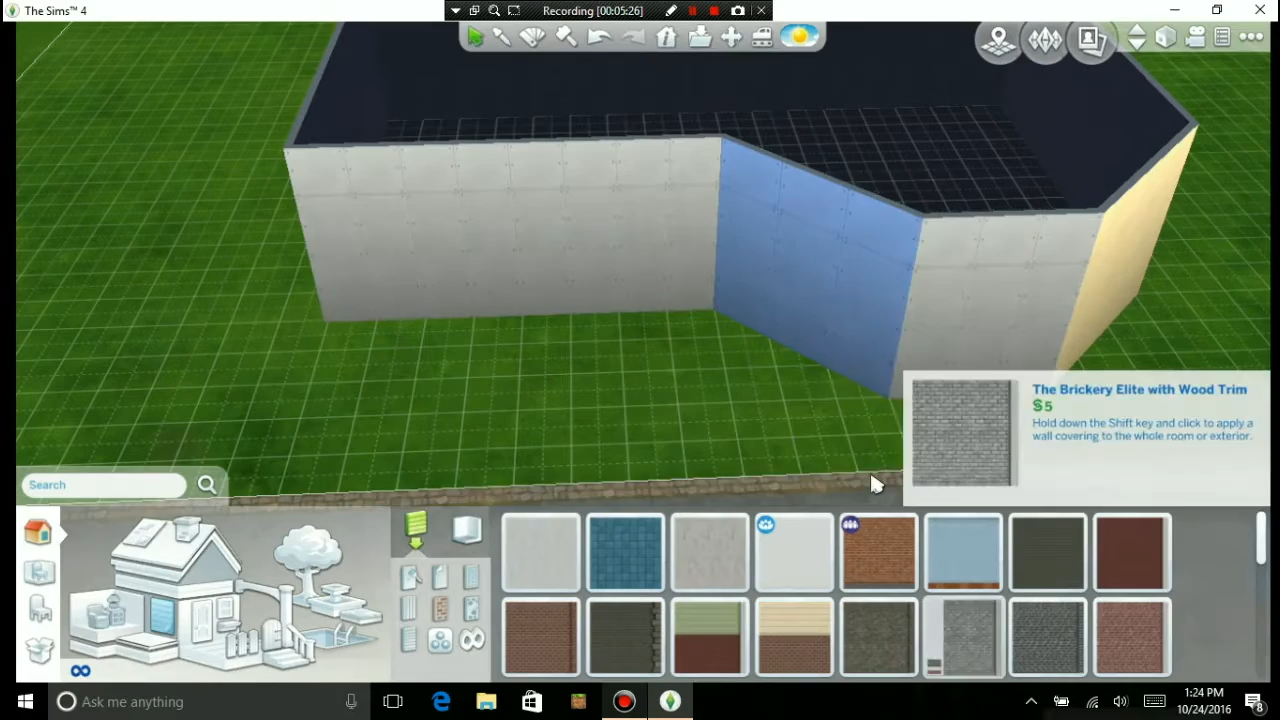 The Sims™ 4
Recording [00:05:26]
The Brickery Elite with Wood Trim
§5
Hold down the Shift key and click to apply a
wall covering to the whole room or exterior.
Search
Ask me anything
1:24 PM
10/24/2016
8